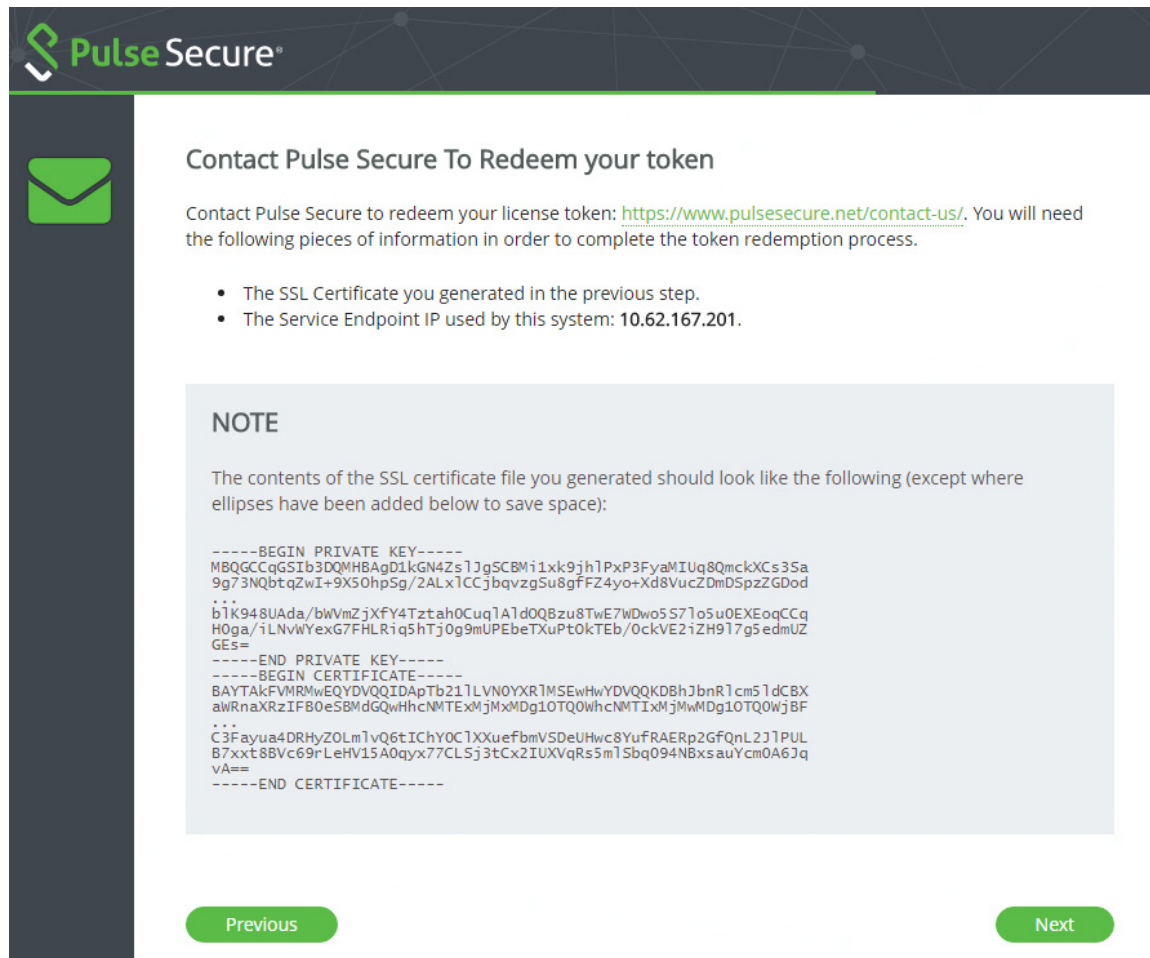 Pulse Secure®
Contact Pulse Secure To Redeem your token
Contact Pulse Secure to redeem your license token: https://www.pulsesecure.net/contact-us/. You will need
the following pieces of information in order to complete the token redemption process.
• The SSL Certificate you generated in the previous step.
• The Service Endpoint IP used by this system: 10.62.167.201.
NOTE
The contents of the SSL certificate file you generated should look like the following (except where
ellipses have been added below to save space):
-----BEGIN PRIVATE KEY-----
MBQGCCqGSIb3DQMHBAgD1kGN4ZslJgSCBMi1xk9jhlPxP3FyaMIUq8QmckXCs3Sa
9g73NQbtqZwI+9X5OhpSg/2ALxlCCjbqvzgSu8gfFZ4yo+Xd8VucZDmDSpzZGDod
...
blK948UAda/bWVmZjXfY4Tztah0CuqlAldOQBzu8TwE7WDwo5S7lo5u0EXEoqCCq
H0ga/iLNvWYexG7FHLRiq5hTj0g9mUPEbeTXuPtOkTEb/0ckVE2iZH9l7g5edmUZ
GEs=
-----END PRIVATE KEY-----
-----BEGIN CERTIFICATE-----
BAYTAkFVMRMwEQYDVQQIDApTb21lLVN0YXRlMSEwHwYDVQQKDBhJbnRlcm5ldCBX
aWRnaXRzIFB0eSBMdGQwHhcNMTExMjMxMDg1OTQ0WhcNMTIxMjMwMDg1OTQ0WjBF
...
C3Fayua4DRHyZOLmlvQ6tIChY0ClXXuefbmVSDeUHwc8YufRAERp2GfQnL2JlPUL
B7xxt8BVc69rLeHV15A0qyx77CLSj3tCx2IUXVqRs5mlSbq094NBxsauYcm0A6Jq
vA==
-----END CERTIFICATE-----
Previous
Next